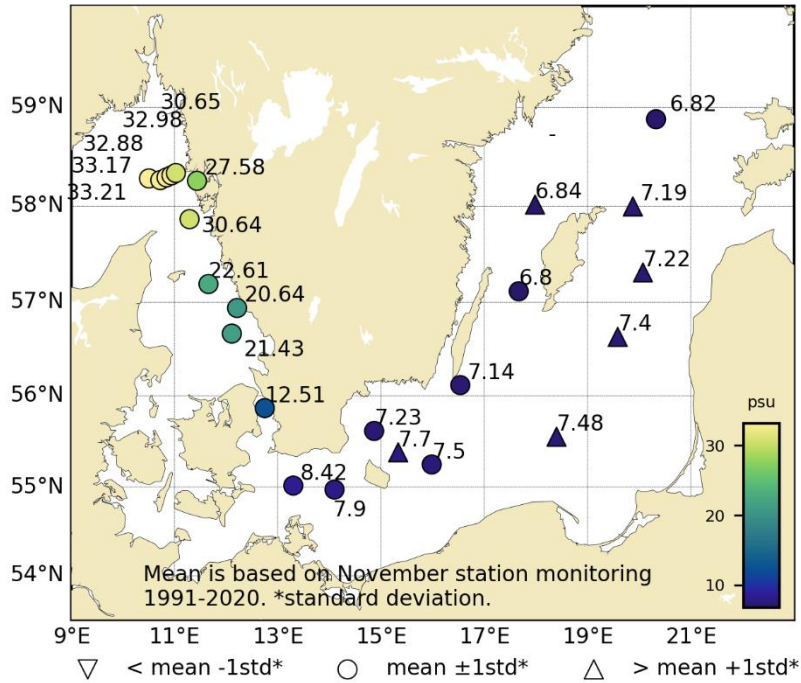 59°N
58°N
57°N
56°N
55°N
54°N
30.65
32.98
32.88
33.17
33.21
27.58
30.64
22.61
20.64
21.43
12.51
6.82
-
6.84
7.19
7.22
6.8
7.4
7.14
7.23
7.7
7.5
7.48
8.42
7.9
psu
30
20
10
Mean is based on November station monitoring
1991-2020. *standard deviation.
9°E 11°E 13°E 15°E 17°E 19°E 21°E
▽ < mean -1std* ○ mean ±1std* △ > mean +1std*